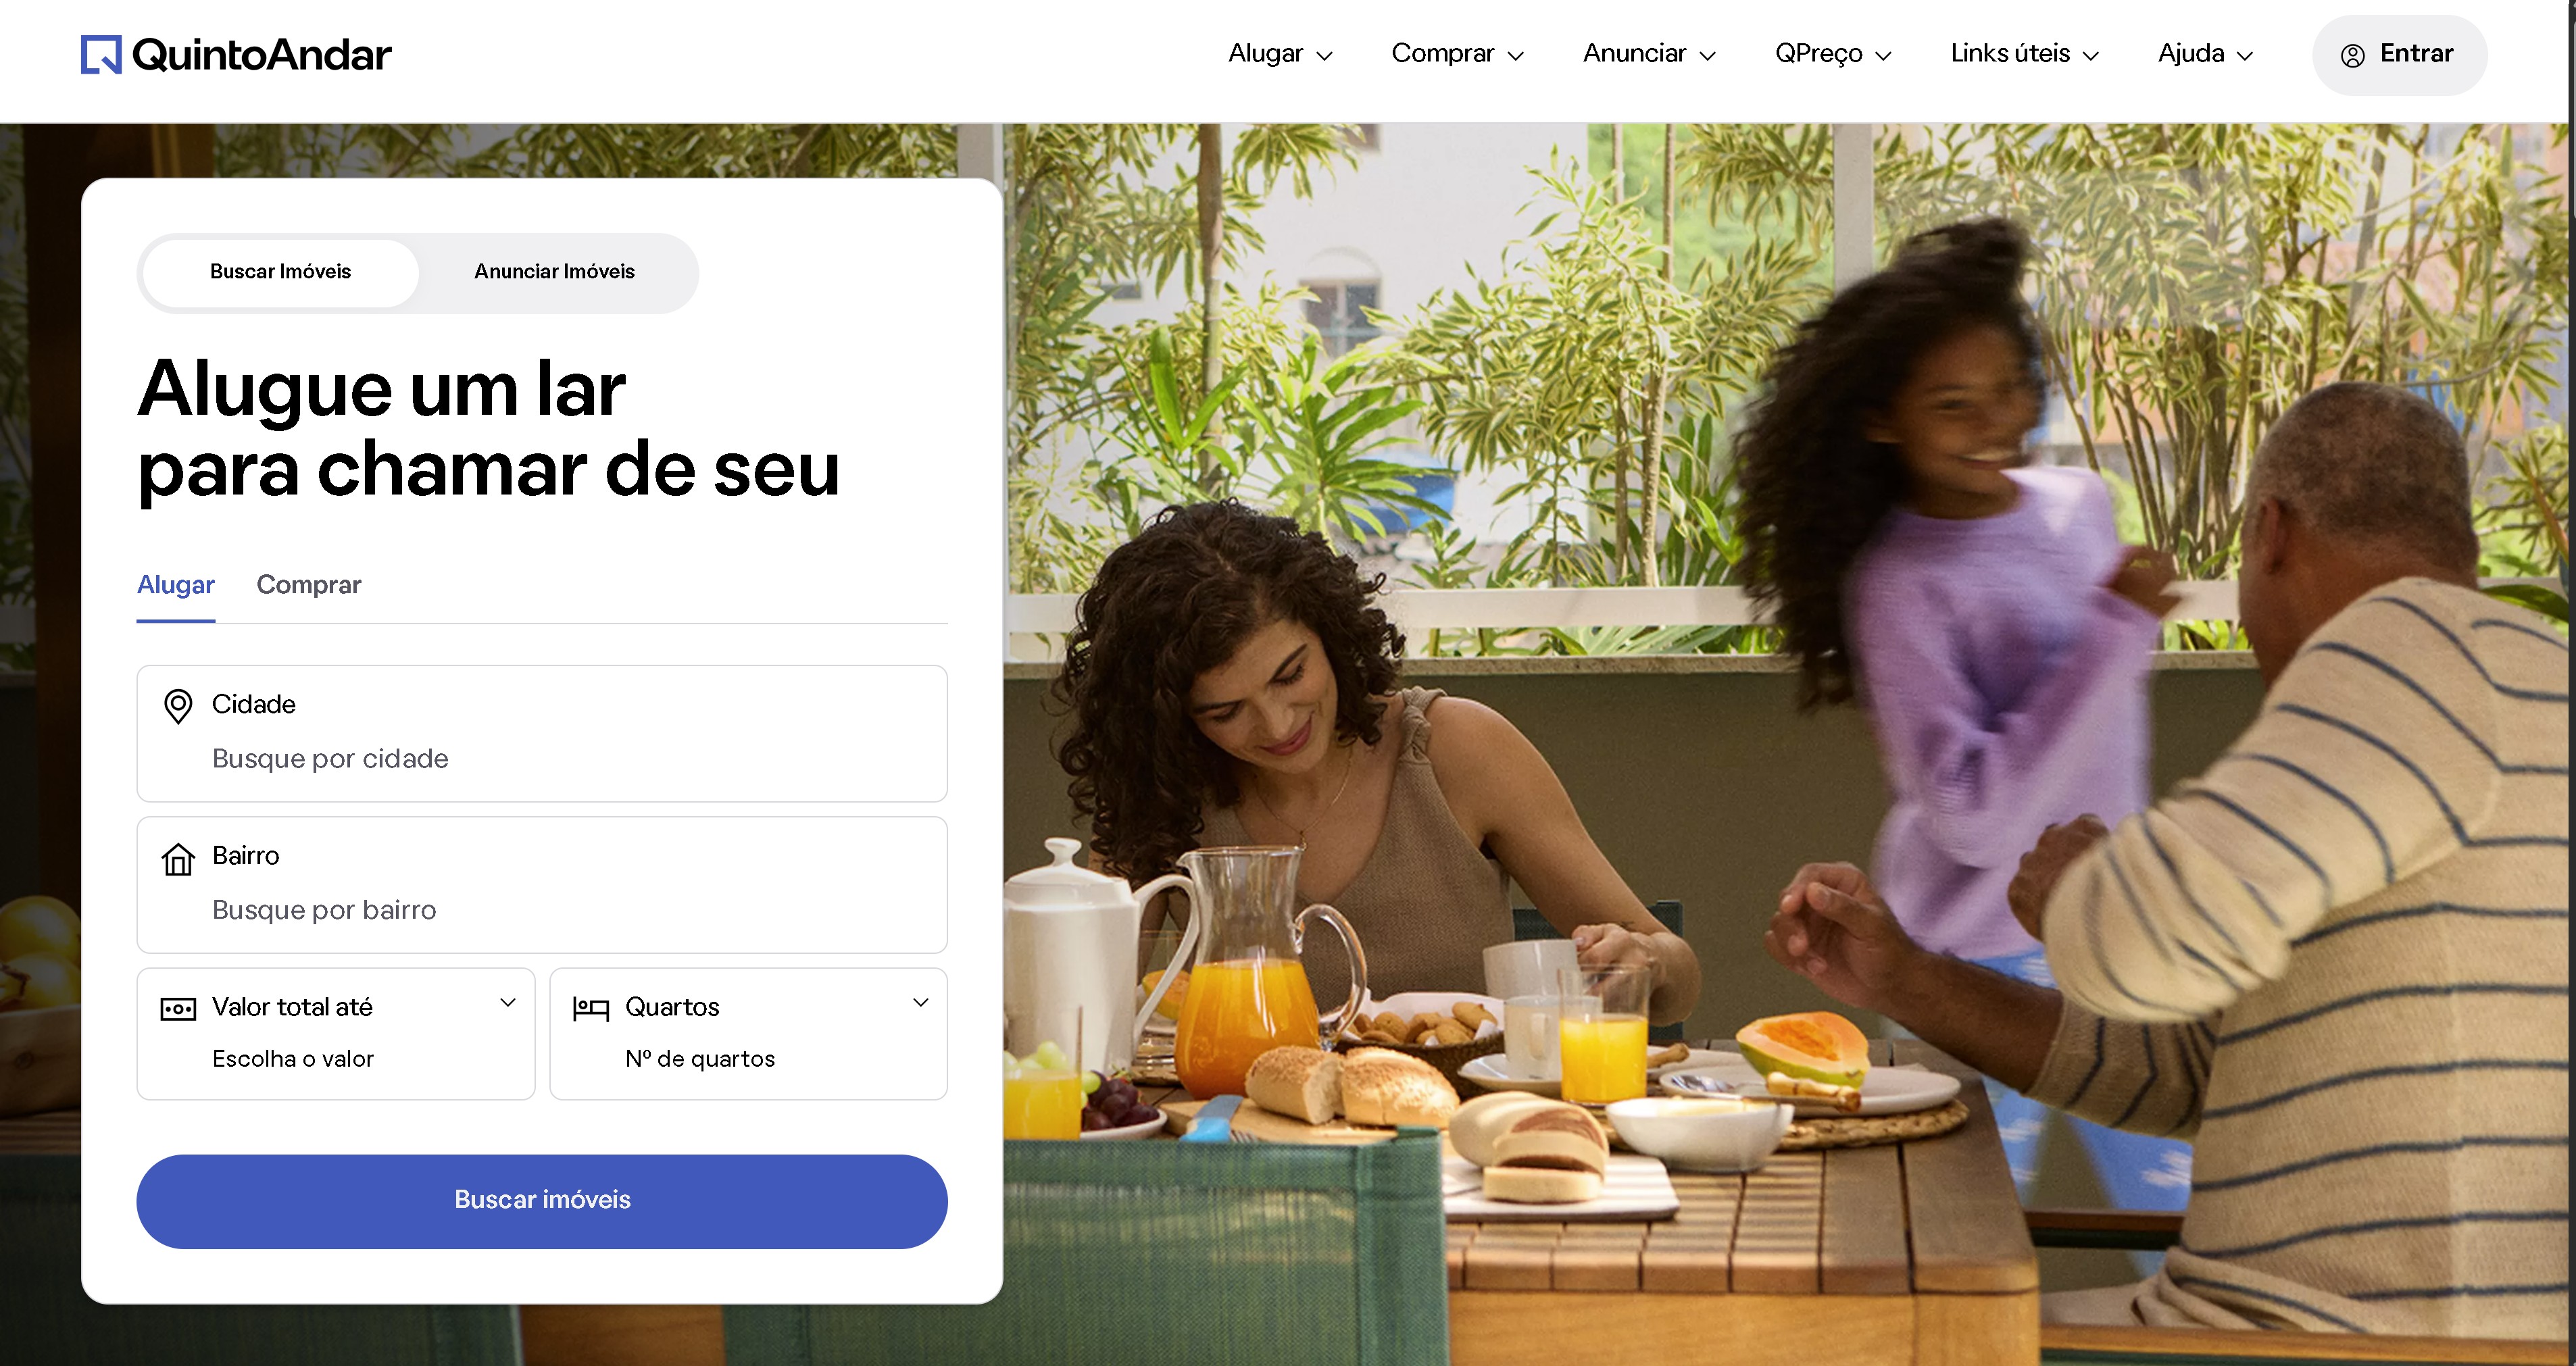 QuintoAndar
Alugar
Comprar
Anunciar
QPreço
Links úteis
Ajuda
Entrar
Buscar Imóveis
Anunciar Imóveis
Alugue um lar
para chamar de seu
Alugar
Comprar
Cidade
Busque por cidade
Bairro
Busque por bairro
Valor total até
Escolha o valor
Quartos
Nº de quartos
Buscar imóveis